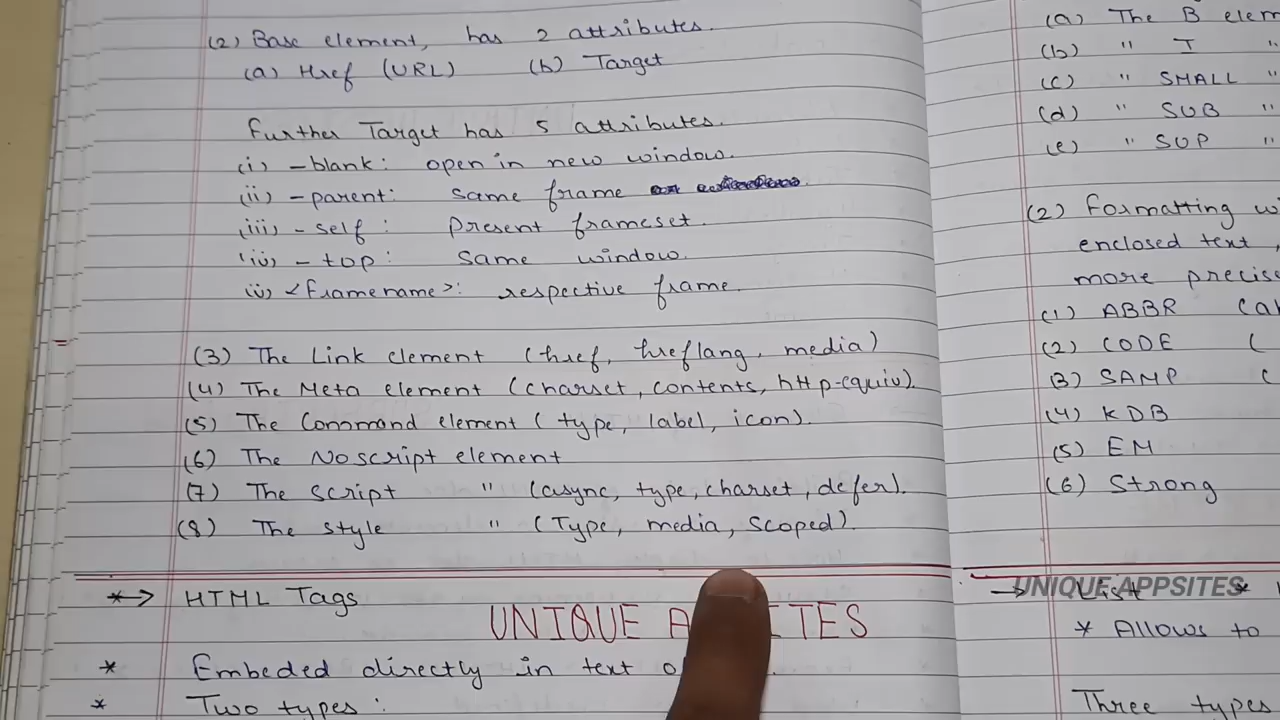 (2) Base element, has 2 attributes.
(a) Href (URL) (b) Target
Further Target has 5 attributes.
(i) -blank: open in new window.
(ii) -parent: same frame
(iii) -self: Present frameset.
(iv) -top: same window.
(v) <framename>: respective frame.
(3) The Link element (href, hreflang, media)
(4) The Meta element (charset, contents, http-equiv).
(5) The Command element (type, label, icon).
(6) The Noscript element
(7) The Script " (async, type, charset, defer).
(8) The style " (Type, media, scoped).
*→ HTML Tags
UNIQUE A TES
* Embeded directly in text
* Two types:
(a) The B elem
(b) " I "
(c) " SMALL "
(d) " SUB "
(e) " SUP "
(2) Formatting
enclosed text,
more precise
(1) ABBR
(2) CODE (
(3) SAMP (
(4) KDB
(5) EM
(6) Strong
→ List *
UNIQUE APPSITES
* Allows to
Three types